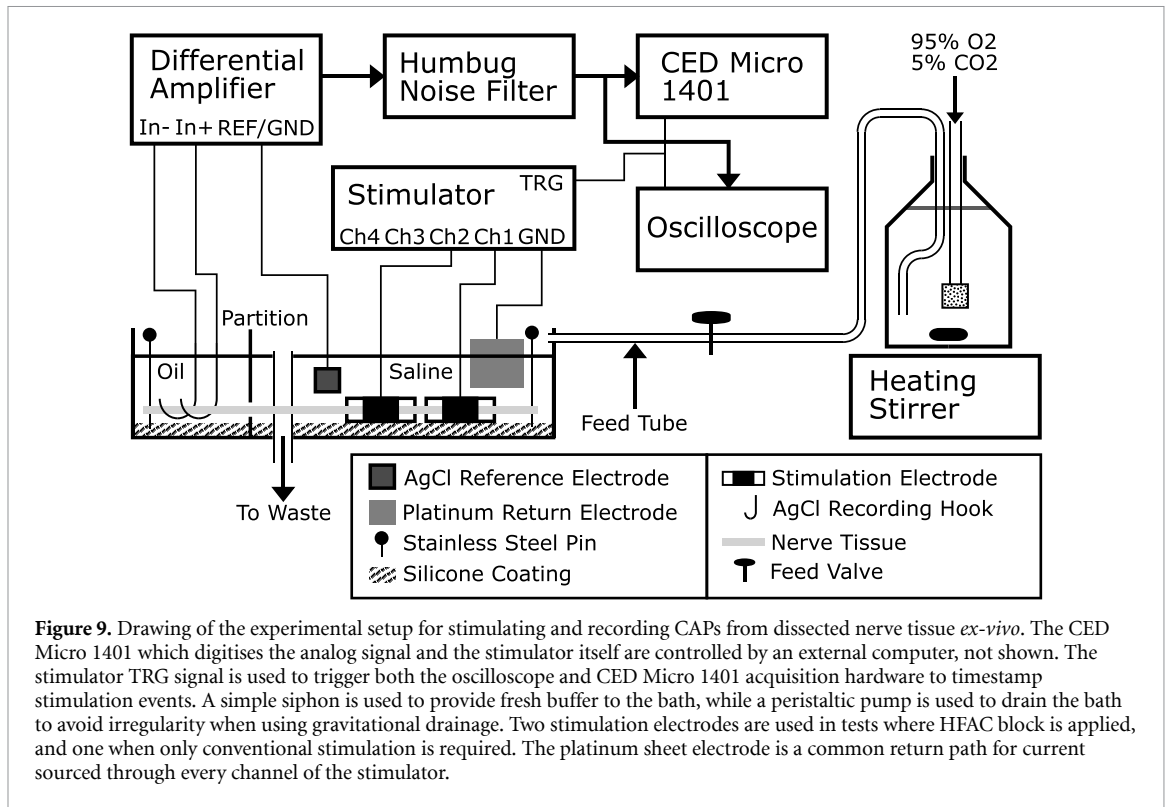 Differential
Amplifier
In- In+ REF/GND
Humbug
Noise Filter
CED Micro
1401
95% O2
5% CO2
Stimulator
TRG
Ch4 Ch3 Ch2 Ch1 GND
Oscilloscope
Partition
Oil
Saline
Feed Tube
Heating
Stirrer
To Waste
AgCl Reference Electrode
Platinum Return Electrode
Stainless Steel Pin
Silicone Coating
Stimulation Electrode
AgCl Recording Hook
Nerve Tissue
Feed Valve
Figure 9. Drawing of the experimental setup for stimulating and recording CAPs from dissected nerve tissue ex-vivo. The CED
Micro 1401 which digitises the analog signal and the stimulator itself are controlled by an external computer, not shown. The
stimulator TRG signal is used to trigger both the oscilloscope and CED Micro 1401 acquisition hardware to timestamp
stimulation events. A simple siphon is used to provide fresh buffer to the bath, while a peristaltic pump is used to drain the bath
to avoid irregularity when using gravitational drainage. Two stimulation electrodes are used in tests where HFAC block is applied,
and one when only conventional stimulation is required. The platinum sheet electrode is a common return path for current
sourced through every channel of the stimulator.